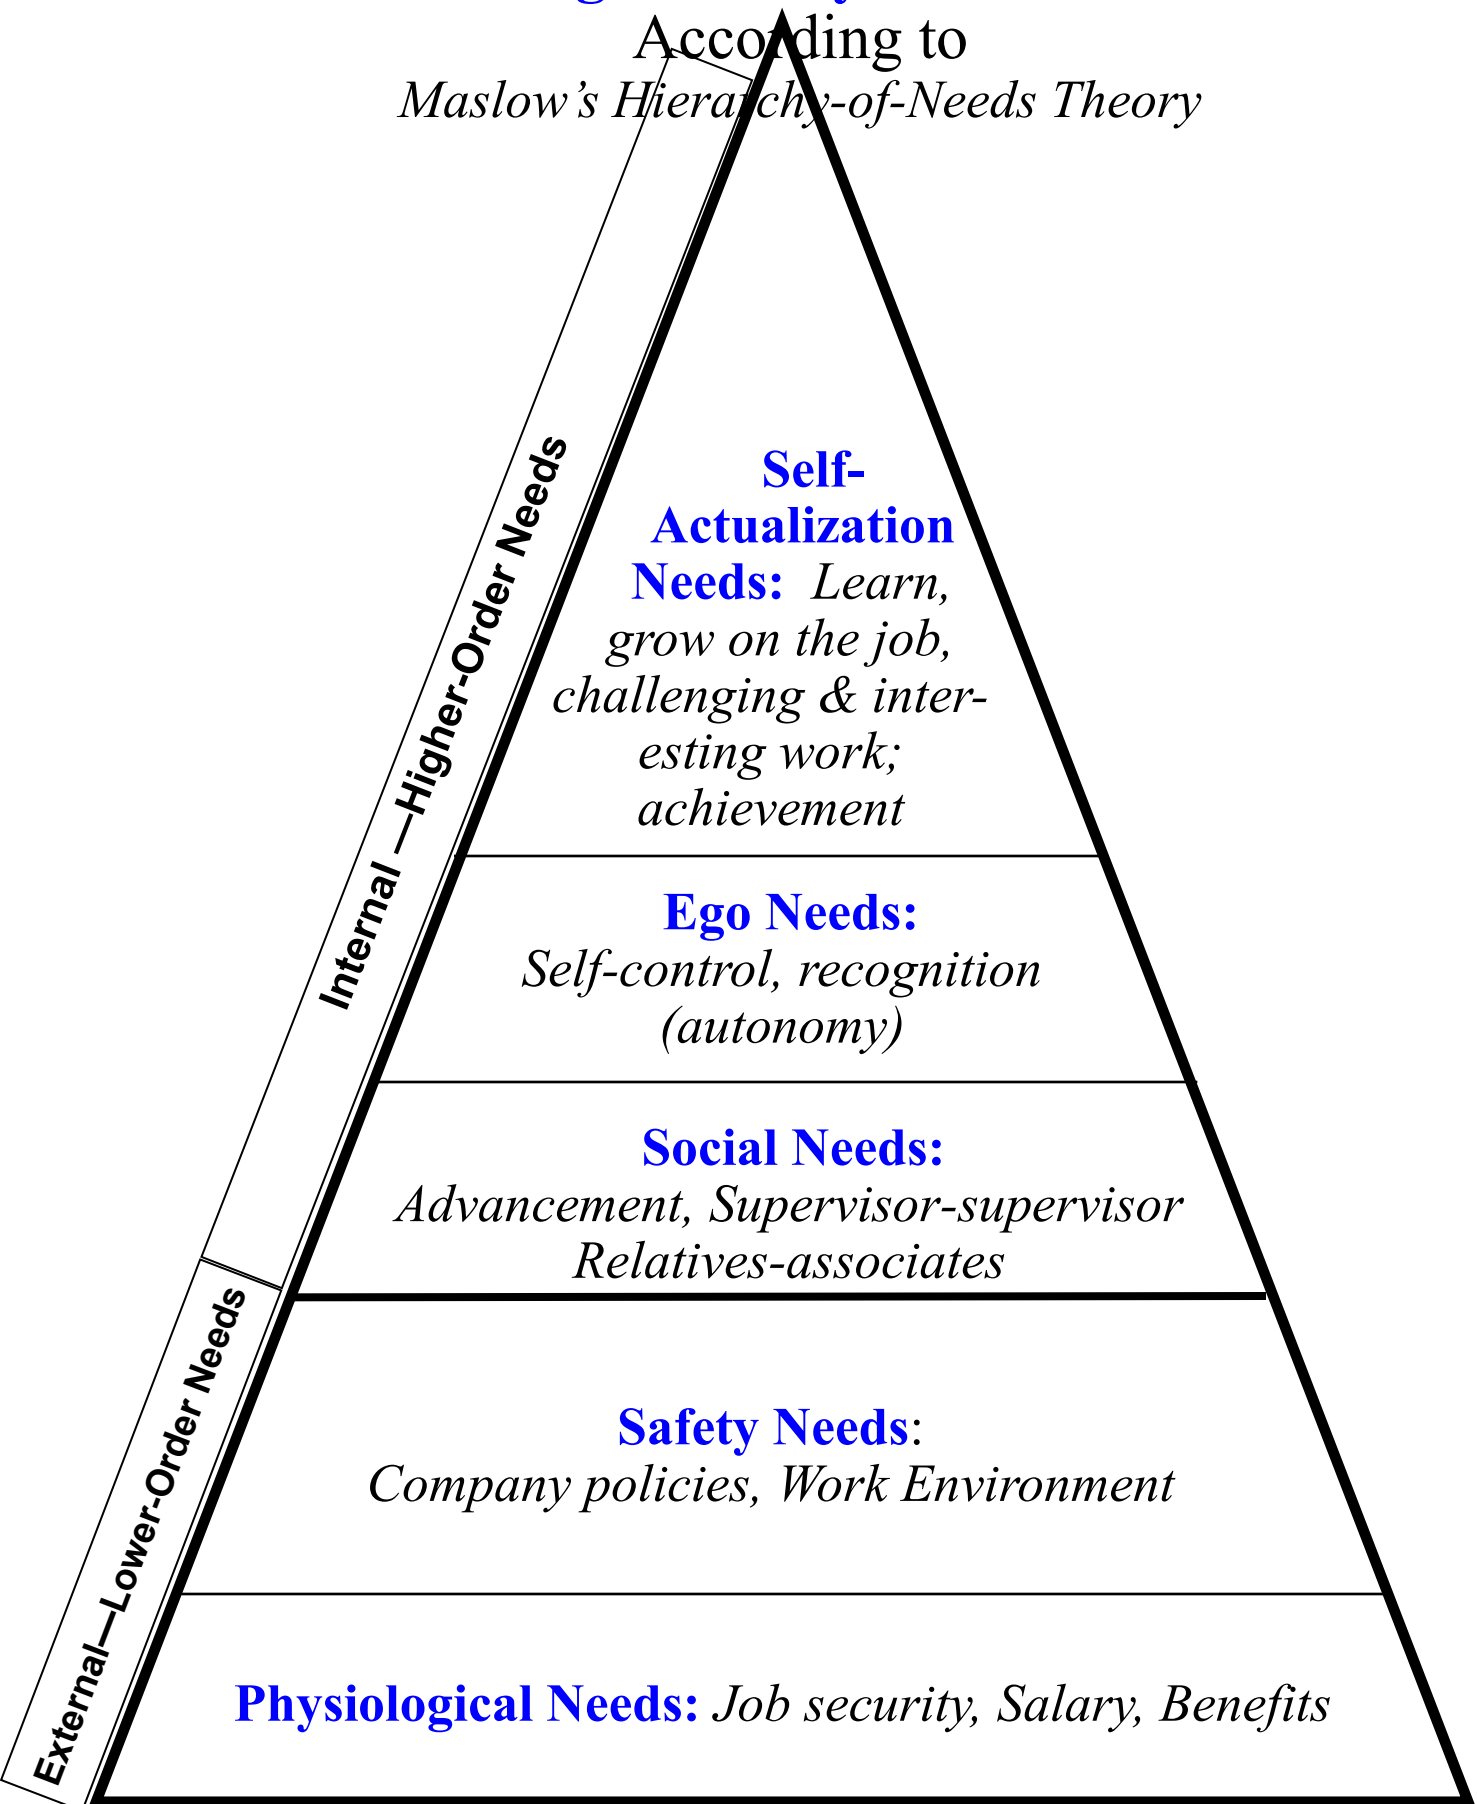 According to
Maslow’s Hierarchy-of-Needs Theory
Self-
Actualization
Needs: Learn,
grow on the job,
challenging & inter-
esting work;
achievement
Ego Needs:
Self-control, recognition
(autonomy)
Social Needs:
Advancement, Supervisor-supervisor
Relatives-associates
Safety Needs:
Company policies, Work Environment
Physiological Needs: Job security, Salary, Benefits
Internal —Higher-Order Needs
External—Lower-Order Needs